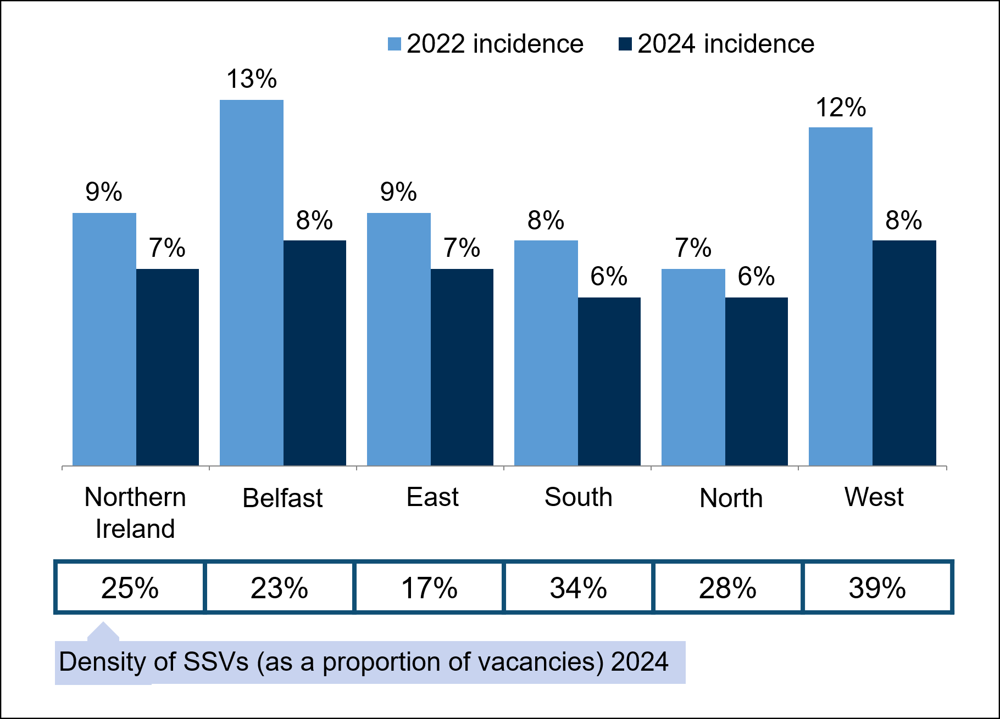 2022 incidence 2024 incidence
13%
12%
9%
9%
8%
8%
8%
7%
7%
7%
6%
6%
Northern Ireland
Belfast
East
South
North
West
25% 23% 17% 34% 28% 39%
Density of SSVs (as a proportion of vacancies) 2024